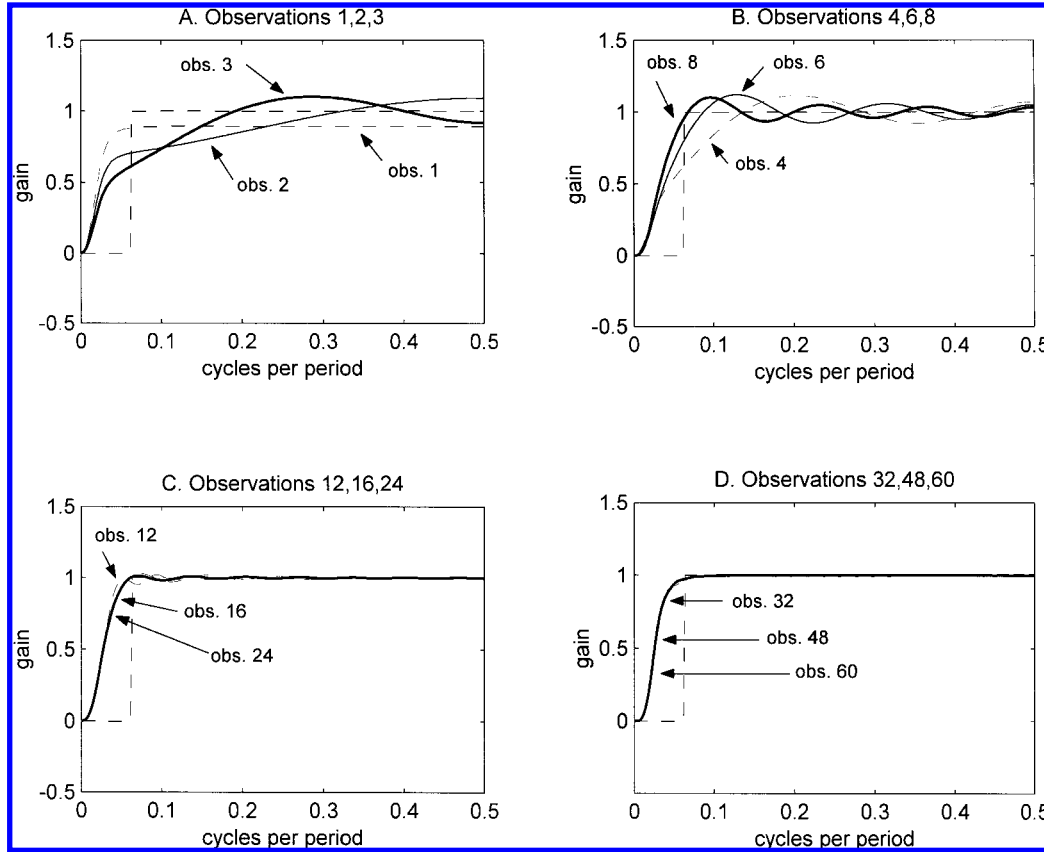 A. Observations 1,2,3
1.5
1
0.5
0
-0.5
gain
obs. 3
obs. 2
obs. 1
0 0.1 0.2 0.3 0.4 0.5
cycles per period
B. Observations 4,6,8
1.5
1
0.5
0
-0.5
gain
obs. 8
obs. 6
obs. 4
0 0.1 0.2 0.3 0.4 0.5
cycles per period
C. Observations 12,16,24
1.5
1
0.5
0
-0.5
gain
obs. 12
obs. 16
obs. 24
0 0.1 0.2 0.3 0.4 0.5
cycles per period
D. Observations 32,48,60
1.5
1
0.5
0
-0.5
gain
obs. 32
obs. 48
obs. 60
0 0.1 0.2 0.3 0.4 0.5
cycles per period